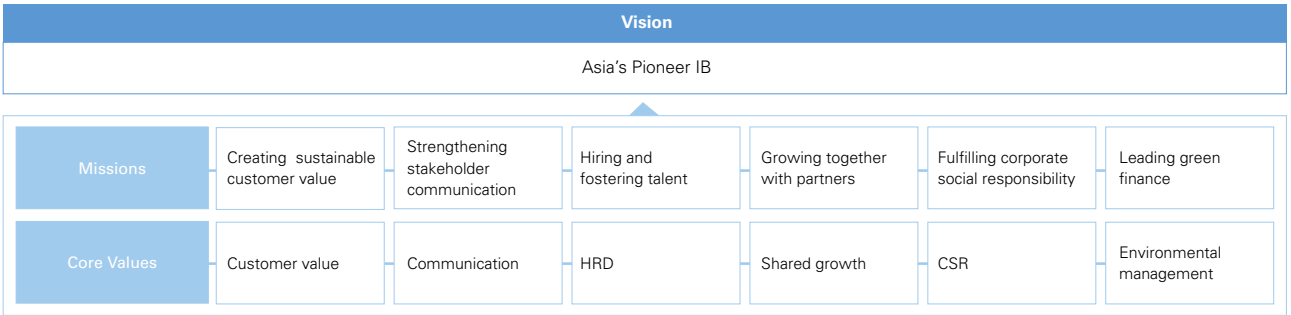 Vision
Asia's Pioneer IB
Missions
Creating sustainable
customer value
Strengthening
stakeholder
communication
Hiring and
fostering talent
Growing together
with partners
Fulfilling corporate
social responsibility
Leading green
finance
Core Values
Customer value
Communication
HRD
Shared growth
CSR
Environmental
management